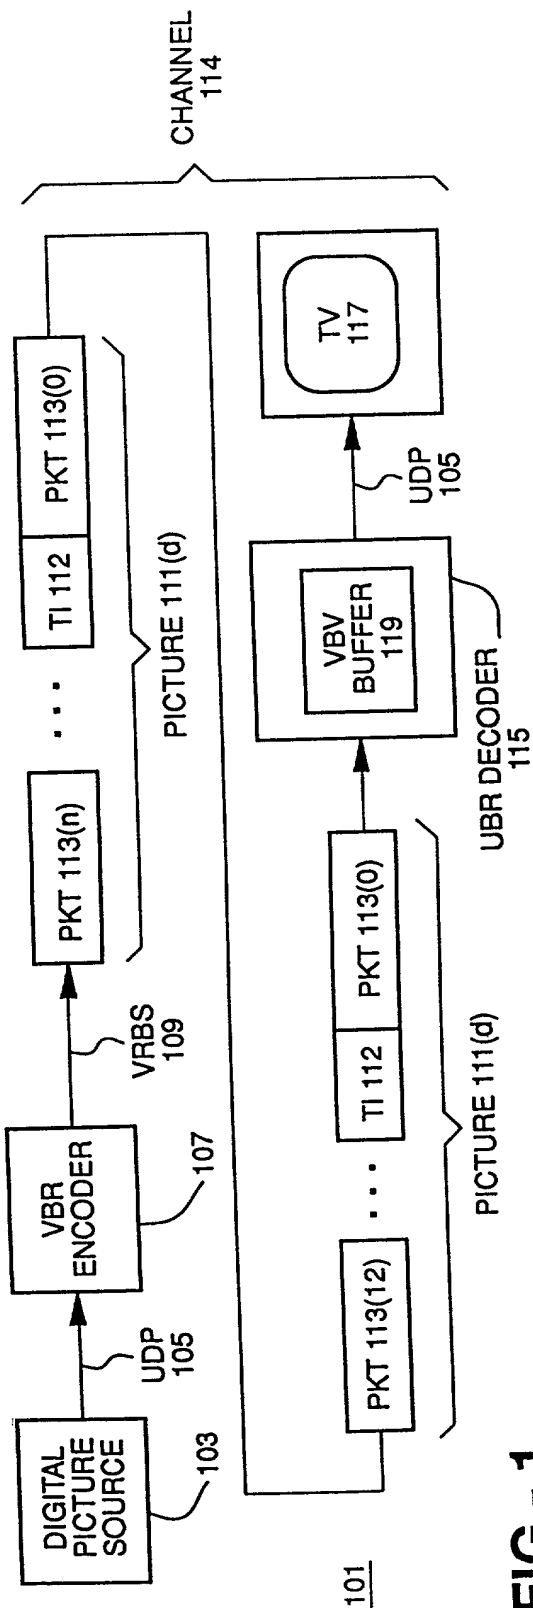 DIGITAL
PICTURE
SOURCE
103
UDP
105
VBR
ENCODER
107
VRBS
109
PKT 113(n)
. . .
TI 112
PKT 113(0)
PICTURE 111(d)
CHANNEL
114
101
PKT 113(12)
. . .
TI 112
PKT 113(0)
PICTURE 111(d)
VBV
BUFFER
119
UBR DECODER
115
UDP
105
TV
117
FIG. 1